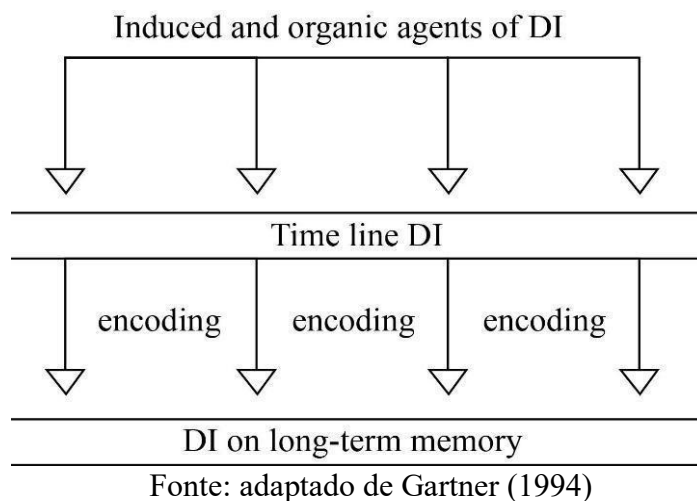 Induced and organic agents of DI
Time line DI
encoding encoding encoding
DI on long-term memory
Fonte: adaptado de Gartner (1994)